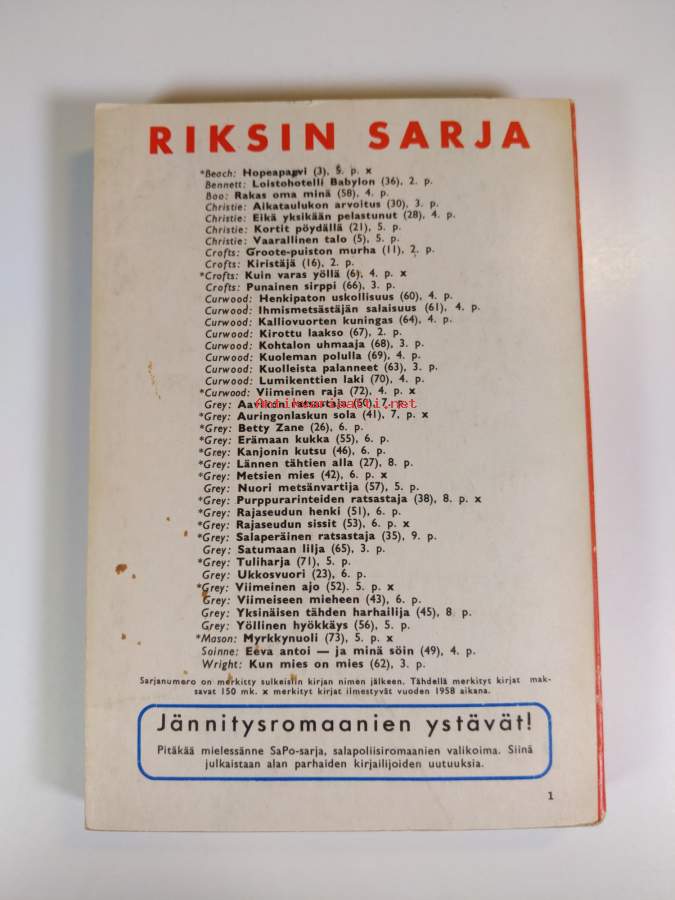 RIKSIN SARJA
*Beach: Hopeapaavi (3), 5. p. x
Bennett: Loistohotelli Babylon (36), 2. p.
Boo: Rakas oma minä (58), 4. p.
Christie: Aikataulukon arvoitus (30), 3. p.
Christie: Eikä yksikään pelastunut (28), 4. p.
Christie: Kortit pöydällä (21), 5. p.
Christie: Vaarallinen talo (5), 5. p.
Crofts: Groote-puiston murha (11), 2. p.
Crofts: Kiristäjä (16), 2. p.
*Crofts: Kuin varas yöllä (6), 4. p. x
Crofts: Punainen sirppi (66), 3. p.
Curwood: Henkipaton uskollisuus (60), 4. p.
Curwood: Ihmismetsästäjän salaisuus (61), 4. p.
Curwood: Kalliovuorten kuningas (64), 4. p.
Curwood: Kirottu laakso (67), 2. p.
Curwood: Kohtalon uhmaaja (68), 3. p.
Curwood: Kuoleman polulla (69), 4. p.
Curwood: Kuolleista palanneet (63), 3. p.
Curwood: Lumikenttien laki (70), 4. p.
*Curwood: Viimeinen raja (72), 4. p. x
Grey: Aavikon ratsastaja (50), 7. p.
*Grey: Auringonlaskun sola (41), 7, p. x
*Grey: Betty Zane (26), 6. p.
*Grey: Erämaan kukka (55), 6. p.
*Grey: Kanjonin kutsu (46), 6. p.
*Grey: Lännen tähtien alla (27), 8. p.
*Grey: Metsien mies (42), 6. p. x
Grey: Nuori metsänvartija (57), 5. p.
*Grey: Purppurarinteiden ratsastaja (38), 8. p. x
*Grey: Rajaseudun henki (51), 6. p.
*Grey: Rajaseudun sissit (53), 6. p. x
*Grey: Salaperäinen ratsastaja (35), 9. p.
Grey: Satumaan lilja (65), 3. p.
*Grey: Tuliharja (71), 5. p.
Grey: Ukkosvuori (23), 6. p.
*Grey: Viimeinen ajo (52). 5. p. x
Grey: Viimeiseen mieheen (43), 6. p.
Grey: Yksinäisen tähden harhailija (45), 8 p.
Grey: Yöllinen hyökkäys (56), 5. p.
*Mason: Myrkkynuoli (73), 5. p. x
Soinne: Eeva antoi — ja minä söin (49), 4. p.
Wright: Kun mies on mies (62), 3. p.
Sarjanumero on merkitty sulkeisiin kirjan nimen jälkeen. Tähdellä merkityt kirjat mak-
savat 150 mk. x merkityt kirjat ilmestyvät vuoden 1958 aikana.
Jännitysromaanien ystävät!
Pitäkää mielessänne SaPo-sarja, salapoliisiromaanien valikoima. Siinä
julkaistaan alan parhaiden kirjailijoiden uutuuksia.
1